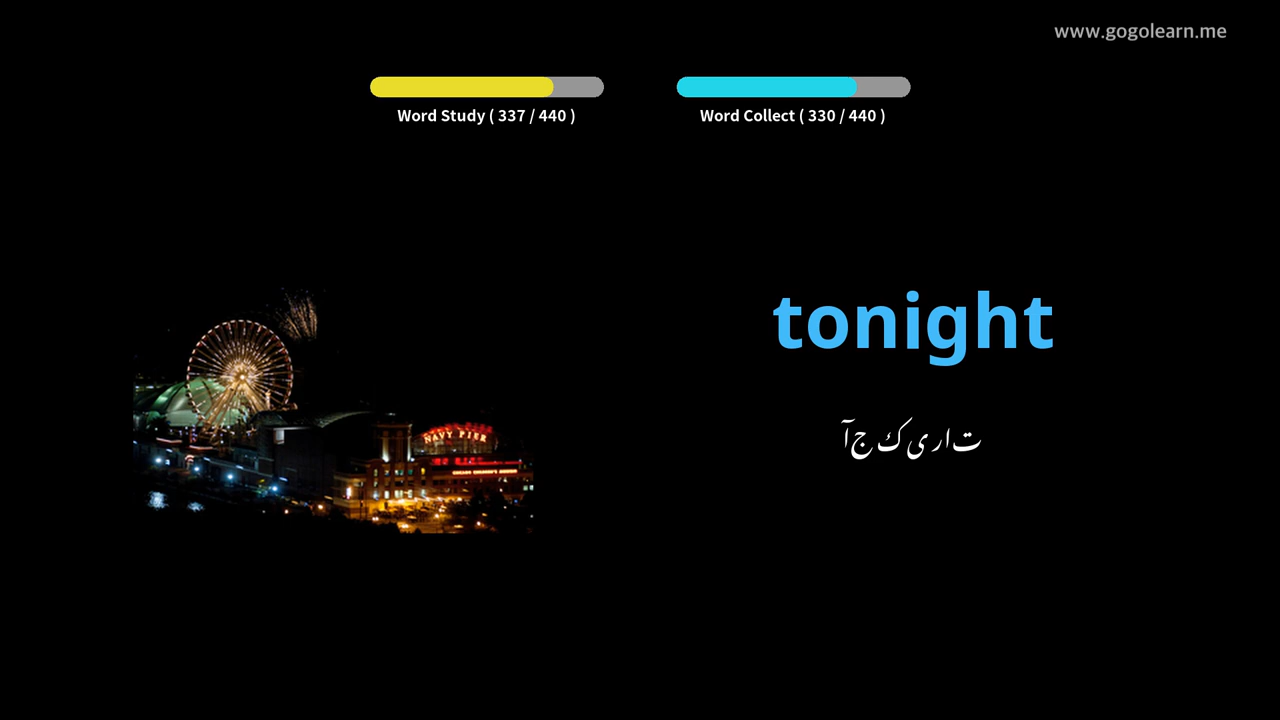 www.gogolearn.me
Word Study ( 337 / 440 )
Word Collect ( 330 / 440 )
tonight
آج کی رات
NAVY PIER